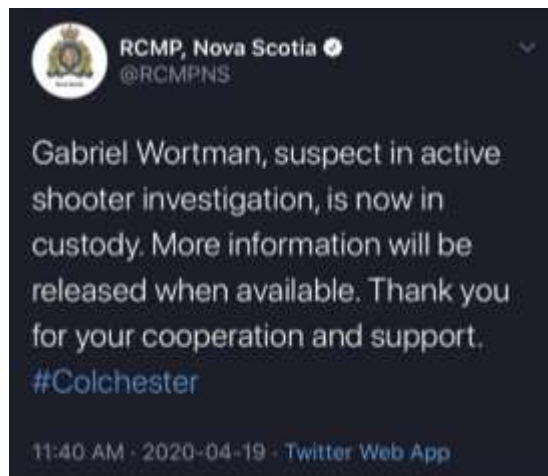 RCMP, Nova Scotia
@RCMPNS
Gabriel Wortman, suspect in active
shooter investigation, is now in
custody. More information will be
released when available. Thank you
for your cooperation and support.
#Colchester
11:40 AM · 2020-04-19 · Twitter Web App